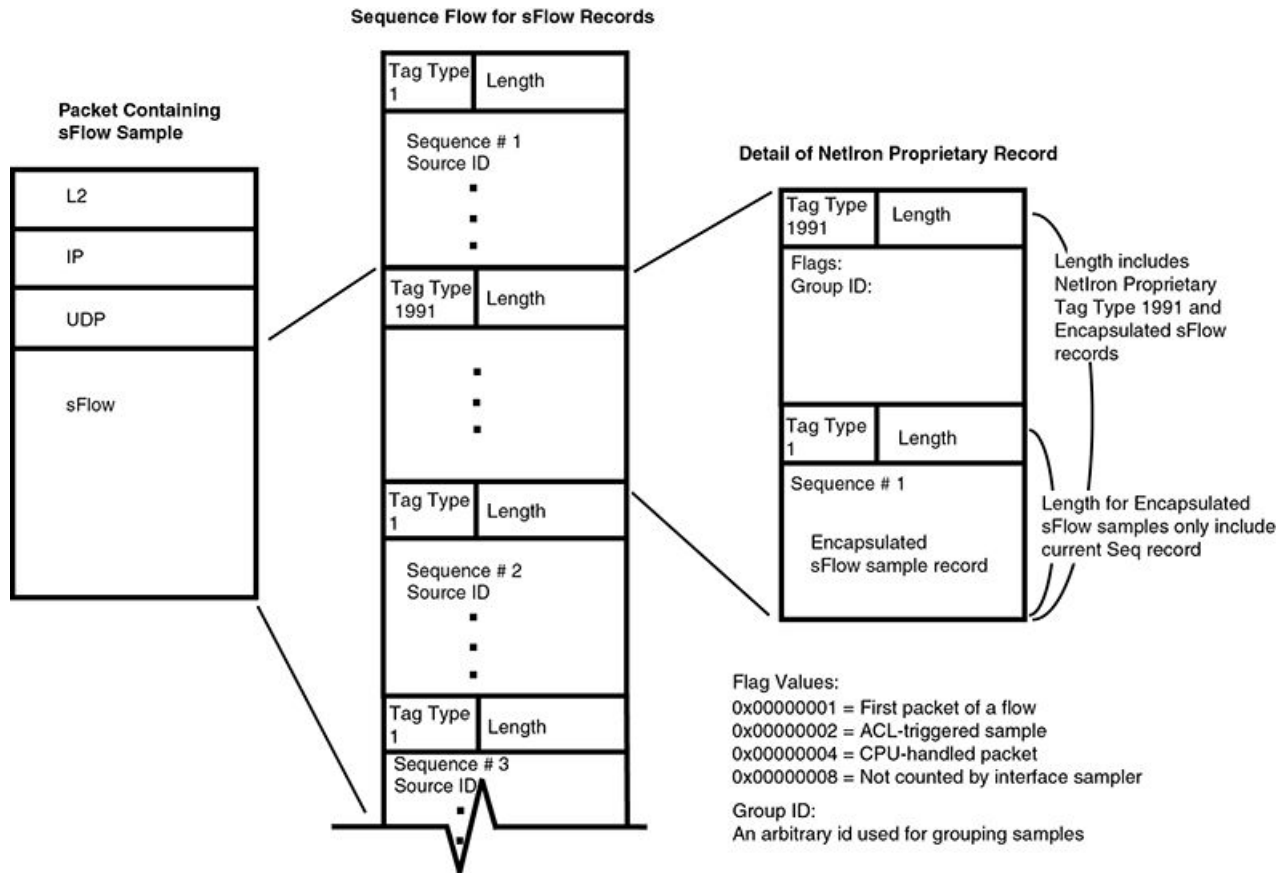 Sequence Flow for sFlow Records
Packet Containing
sFlow Sample
L2
IP
UDP
sFlow
Tag Type
1
Length
Sequence # 1
Source ID
Tag Type
1991
Length
Tag Type
1
Length
Sequence # 2
Source ID
Tag Type
1
Length
Sequence # 3
Source ID
Detail of NetIron Proprietary Record
Tag Type
1991
Length
Flags:
Group ID:
Tag Type
1
Length
Sequence # 1
Encapsulated
sFlow sample record
Length includes
NetIron Proprietary
Tag Type 1991 and
Encapsulated sFlow
records
Length for Encapsulated
sFlow samples only include
current Seq record
Flag Values:
0x00000001 = First packet of a flow
0x00000002 = ACL-triggered sample
0x00000004 = CPU-handled packet
0x00000008 = Not counted by interface sampler
Group ID:
An arbitrary id used for grouping samples